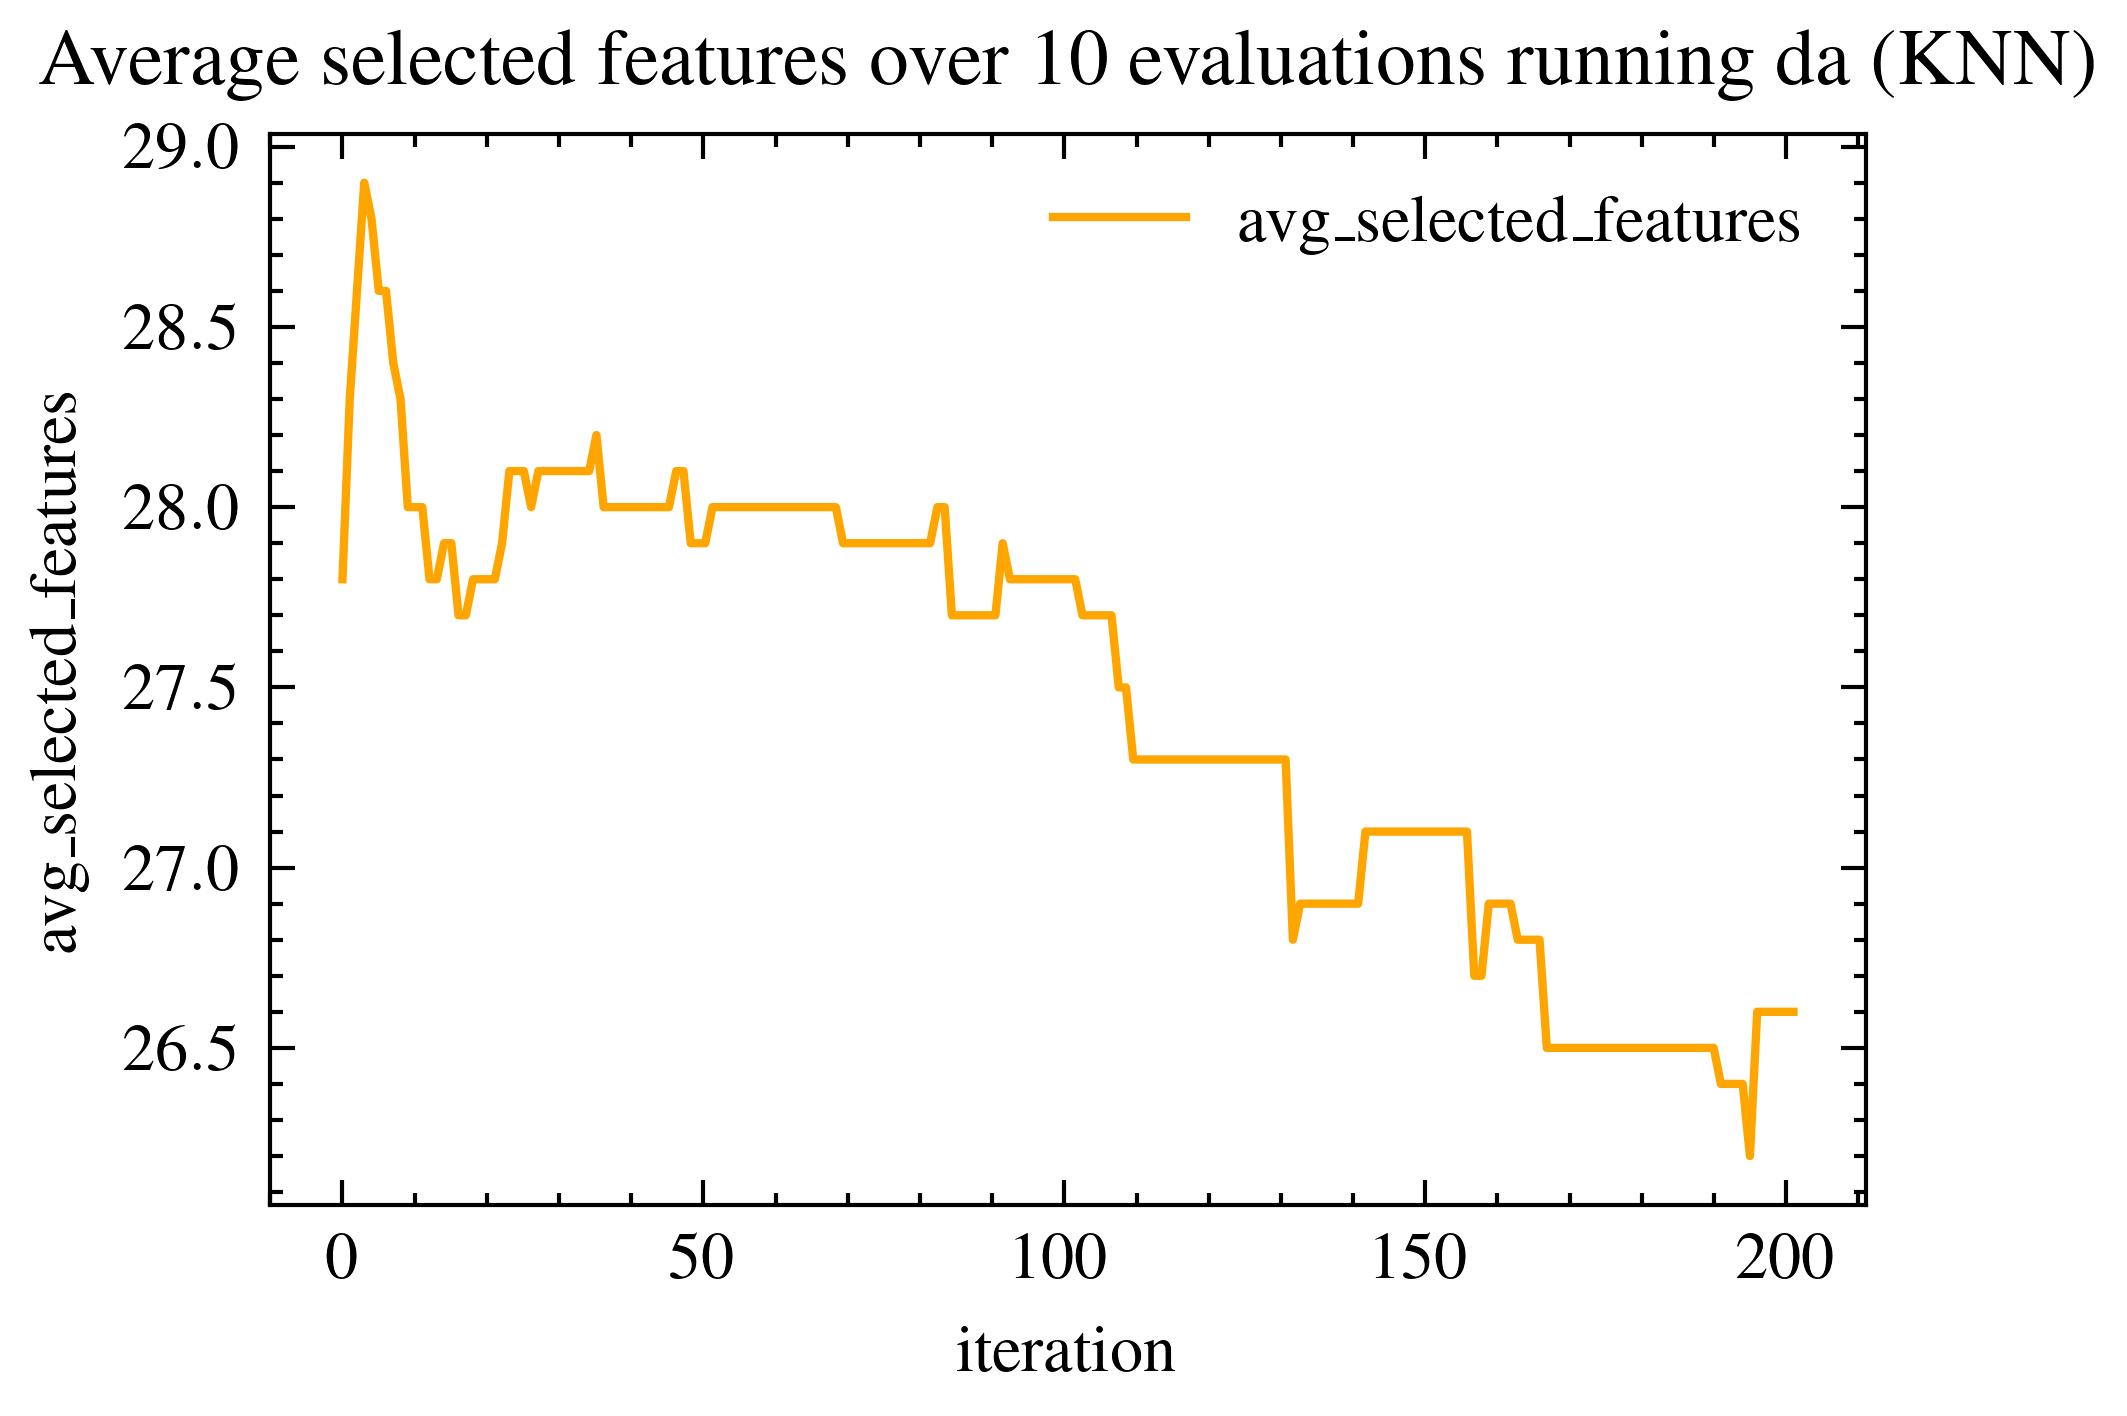 Average selected features over 10 evaluations running da (KNN)
avg_selected_features
29.0
28.5
28.0
27.5
27.0
26.5
avg_selected_features
0 50 100 150 200
iteration